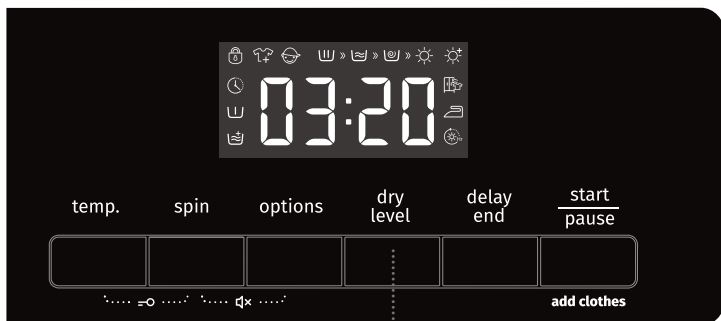 03:20
temp.
spin
options
dry
level
delay
end
start
pause
add clothes